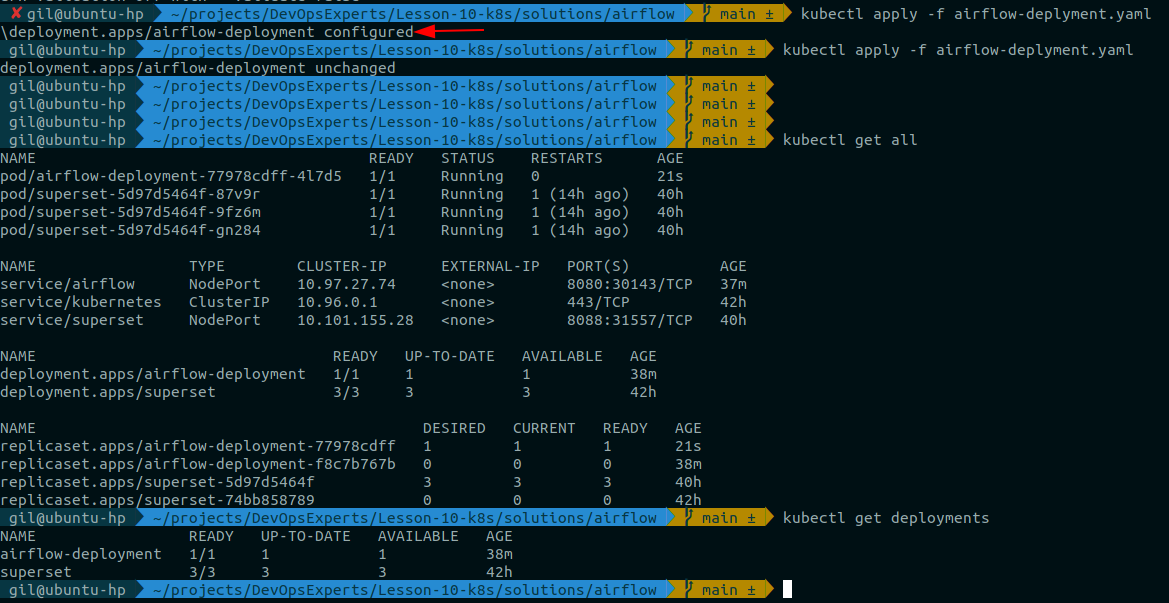 ✘ gil@ubuntu-hp ~/projects/DevOpsExperts/Lesson-10-k8s/solutions/airflow main ± kubectl apply -f airflow-deplyment.yaml
\deployment.apps/airflow-deployment configured
gil@ubuntu-hp ~/projects/DevOpsExperts/Lesson-10-k8s/solutions/airflow main ± kubectl apply -f airflow-deplyment.yaml
deployment.apps/airflow-deployment unchanged
gil@ubuntu-hp ~/projects/DevOpsExperts/Lesson-10-k8s/solutions/airflow main ±
gil@ubuntu-hp ~/projects/DevOpsExperts/Lesson-10-k8s/solutions/airflow main ±
gil@ubuntu-hp ~/projects/DevOpsExperts/Lesson-10-k8s/solutions/airflow main ±
gil@ubuntu-hp ~/projects/DevOpsExperts/Lesson-10-k8s/solutions/airflow main ± kubectl get all
NAME READY STATUS RESTARTS AGE
pod/airflow-deployment-77978cdff-4l7d5 1/1 Running 0 21s
pod/superset-5d97d5464f-87v9r 1/1 Running 1 (14h ago) 40h
pod/superset-5d97d5464f-9fz6m 1/1 Running 1 (14h ago) 40h
pod/superset-5d97d5464f-gn284 1/1 Running 1 (14h ago) 40h
NAME TYPE CLUSTER-IP EXTERNAL-IP PORT(S) AGE
service/airflow NodePort 10.97.27.74 <none> 8080:30143/TCP 37m
service/kubernetes ClusterIP 10.96.0.1 <none> 443/TCP 42h
service/superset NodePort 10.101.155.28 <none> 8088:31557/TCP 40h
NAME READY UP-TO-DATE AVAILABLE AGE
deployment.apps/airflow-deployment 1/1 1 1 38m
deployment.apps/superset 3/3 3 3 42h
NAME DESIRED CURRENT READY AGE
replicaset.apps/airflow-deployment-77978cdff 1 1 1 21s
replicaset.apps/airflow-deployment-f8c7b767b 0 0 0 38m
replicaset.apps/superset-5d97d5464f 3 3 3 40h
replicaset.apps/superset-74bb858789 0 0 0 42h
gil@ubuntu-hp ~/projects/DevOpsExperts/Lesson-10-k8s/solutions/airflow main ± kubectl get deployments
NAME READY UP-TO-DATE AVAILABLE AGE
airflow-deployment 1/1 1 1 38m
superset 3/3 3 3 42h
gil@ubuntu-hp ~/projects/DevOpsExperts/Lesson-10-k8s/solutions/airflow main ±